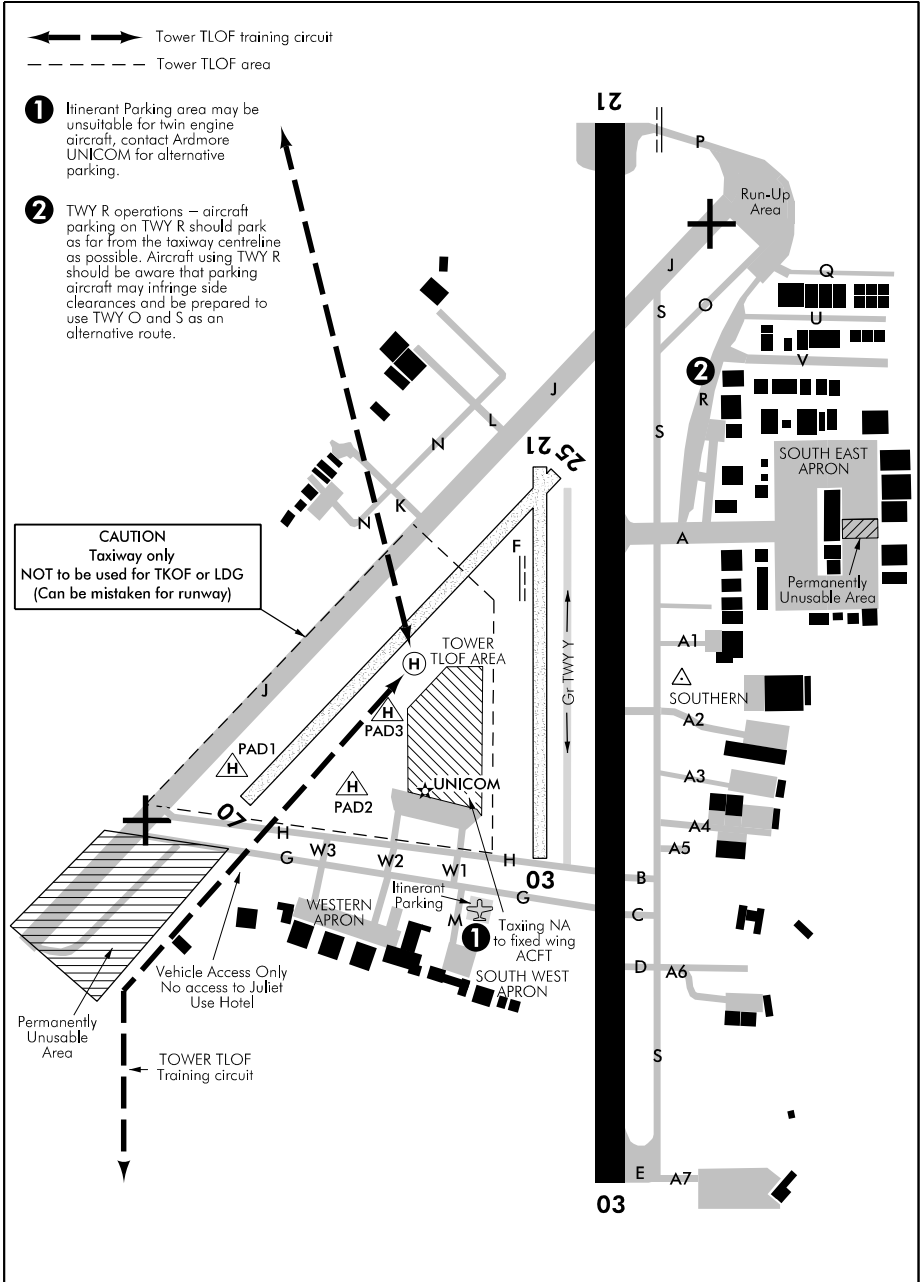 Tower TLOF training circuit
Tower TLOF area
1
Itinerant Parking area may be
unsuitable for twin engine
aircraft, contact Ardmore
UNICOM for alternative
parking.
2
TWY R operations – aircraft
parking on TWY R should park
as far from the taxiway centreline
as possible. Aircraft using TWY R
should be aware that parking
aircraft may infringe side
clearances and be prepared to
use TWY O and S as an
alternative route.
21
P
Run-Up
Area
J
Q
S
O
U
V
2
R
J
L
N
S
21
25
SOUTH EAST
APRON
K
N
F
A
CAUTION
Taxiway only
NOT to be used for TKOF or LDG
(Can be mistaken for runway)
Permanently
Unusable Area
A1
TOWER
TLOF AREA
H
Gr TWY Y
J
SOUTHERN
H
PAD3
A2
PAD1
H
A3
H
PAD2
UNICOM
07
A4
H
A5
W3
G
W2
W1
H
03
B
G
Itinerant
Parking
C
WESTERN
APRON
M
1
Taxiing NA
to fixed wing
ACFT
D
A6
SOUTH WEST
APRON
Vehicle Access Only
No access to Juliet
Use Hotel
Permanently
Unusable
Area
TOWER TLOF
Training circuit
S
E
A7
03